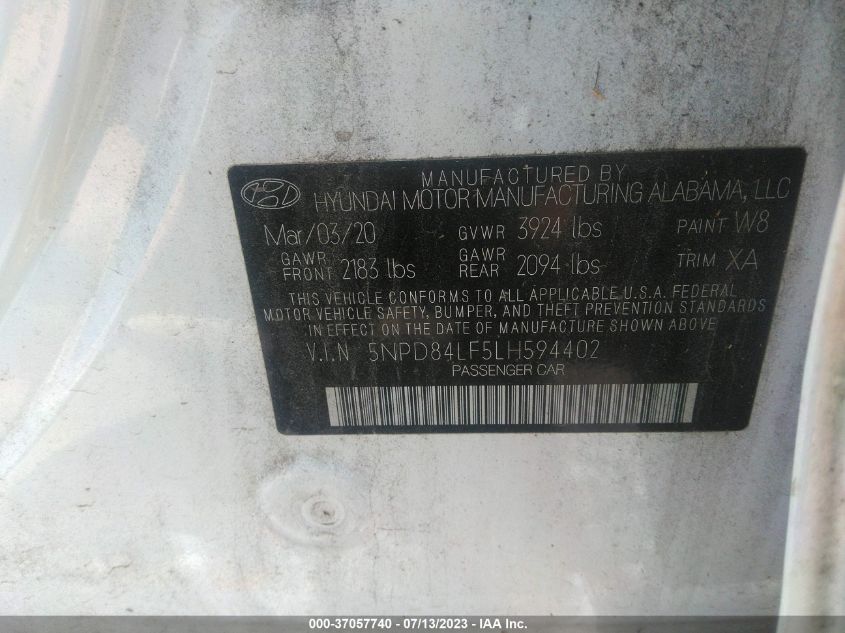 MANUFACTURED BY
HYUNDAI MOTOR MANUFACTURING ALABAMA, LLC
Mar/03/20 GVWR 3924 lbs PAINT W8
GAWR FRONT 2183 lbs GAWR REAR 2094 lbs TRIM XA
THIS VEHICLE CONFORMS TO ALL APPLICABLE U.S.A. FEDERAL
MOTOR VEHICLE SAFETY, BUMPER, AND THEFT PREVENTION STANDARDS
IN EFFECT ON THE DATE OF MANUFACTURE SHOWN ABOVE
V.I.N 5NPD84LF5LH594402
PASSENGER CAR
000-37057740 - 07/13/2023 - IAA Inc.